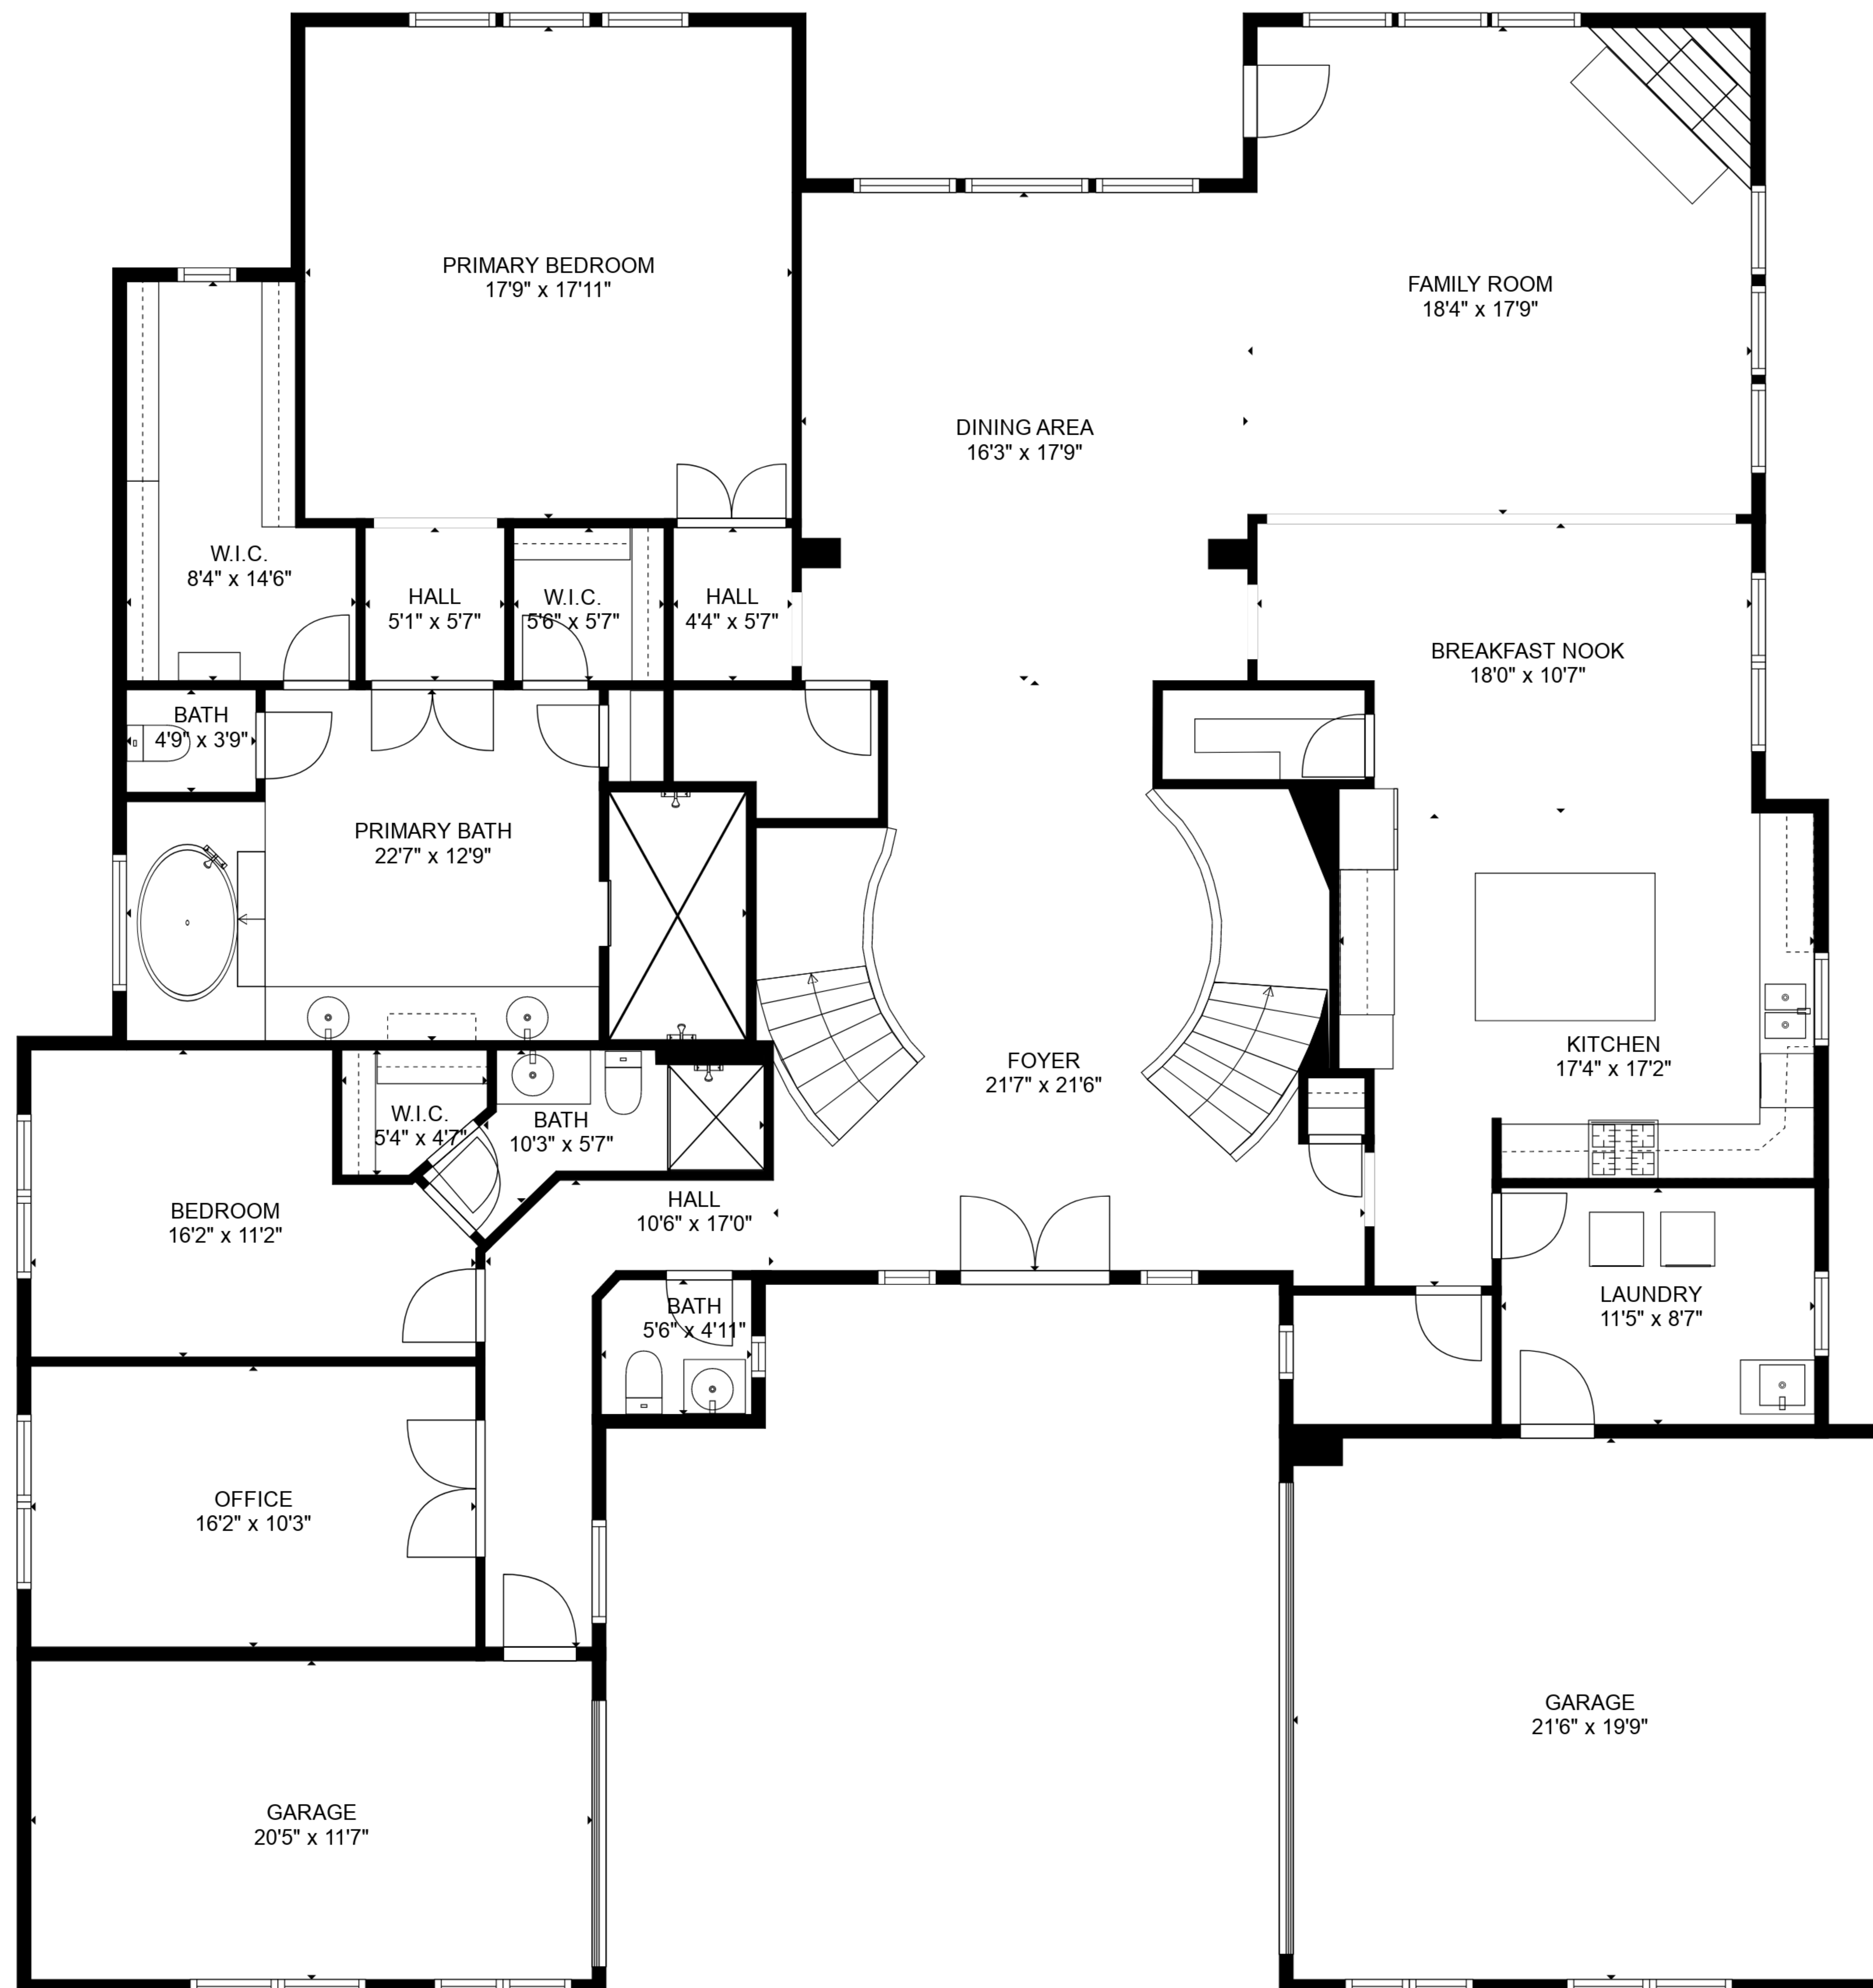 PRIMARY BEDROOM
17'9" x 17'11"
FAMILY ROOM
18'4" x 17'9"
DINING AREA
16'3" x 17'9"
W.I.C.
8'4" x 14'6"
HALL
5'1" x 5'7"
W.I.C.
5'6" x 5'7"
HALL
4'4" x 5'7"
BREAKFAST NOOK
18'0" x 10'7"
BATH
4'9" x 3'9"
PRIMARY BATH
22'7" x 12'9"
FOYER
21'7" x 21'6"
KITCHEN
17'4" x 17'2"
W.I.C.
5'4" x 4'7"
BATH
10'3" x 5'7"
HALL
10'6" x 17'0"
BEDROOM
16'2" x 11'2"
BATH
5'6" x 4'11"
LAUNDRY
11'5" x 8'7"
OFFICE
16'2" x 10'3"
GARAGE
21'6" x 19'9"
GARAGE
20'5" x 11'7"